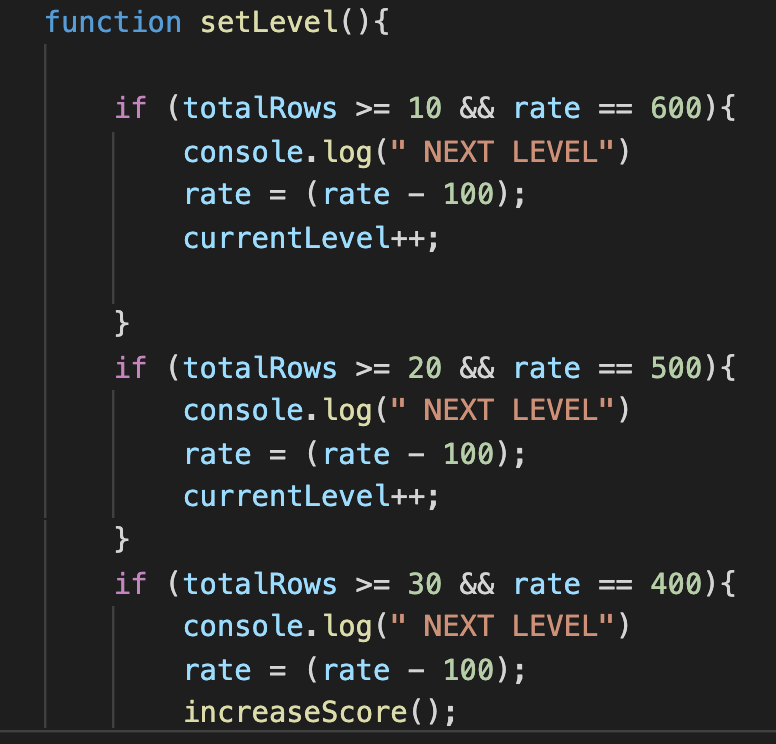 function setLevel(){
if (totalRows >= 10 && rate == 600){
console.log(" NEXT LEVEL")
rate = (rate - 100);
currentLevel++;
}
if (totalRows >= 20 && rate == 500){
console.log(" NEXT LEVEL")
rate = (rate - 100);
currentLevel++;
}
if (totalRows >= 30 && rate == 400){
console.log(" NEXT LEVEL")
rate = (rate - 100);
increaseScore();